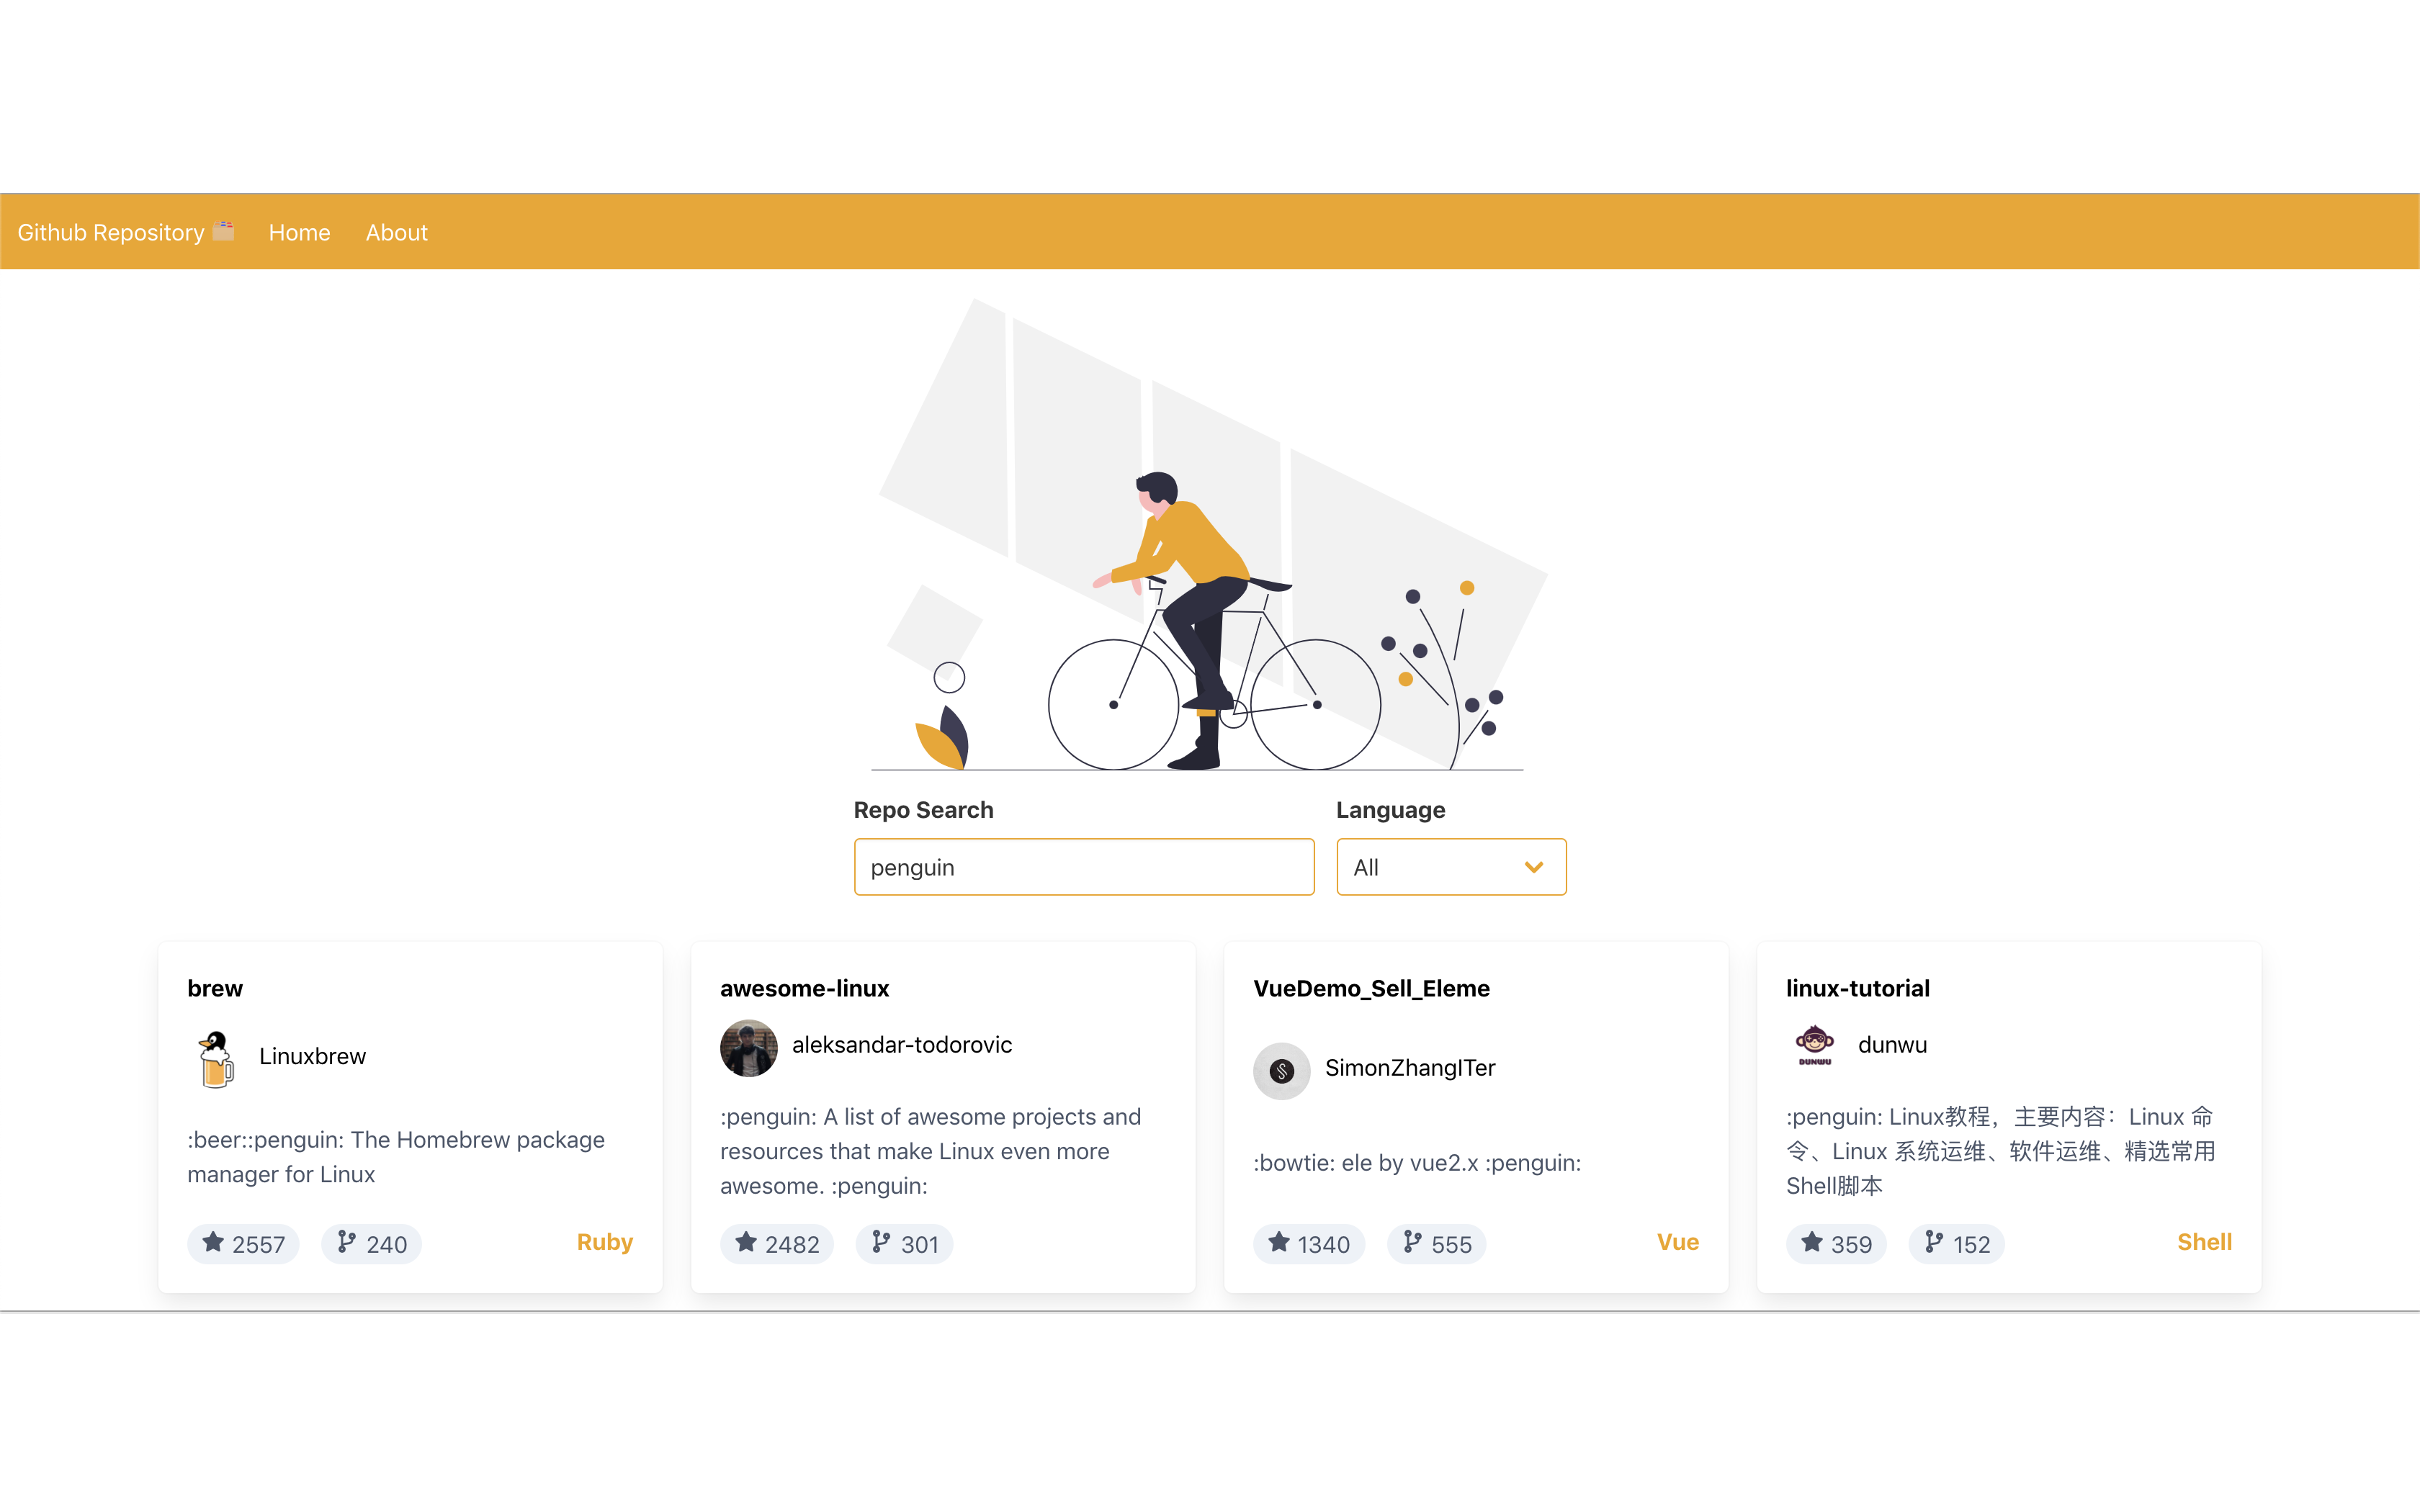 Github Repository
Home
About
Repo Search
Language
penguin
All
brew
Linuxbrew
:beer::penguin: The Homebrew package
manager for Linux
2557
240
Ruby
awesome-linux
aleksandar-todorovic
:penguin: A list of awesome projects and
resources that make Linux even more
awesome. :penguin:
2482
301
VueDemo_Sell_Eleme
SimonZhangITer
:bowtie: ele by vue2.x :penguin:
1340
555
Vue
linux-tutorial
DUNWU
dunwu
:penguin: Linux教程，主要内容：Linux 命
令、Linux 系统运维、软件运维、精选常用
Shell脚本
359
152
Shell